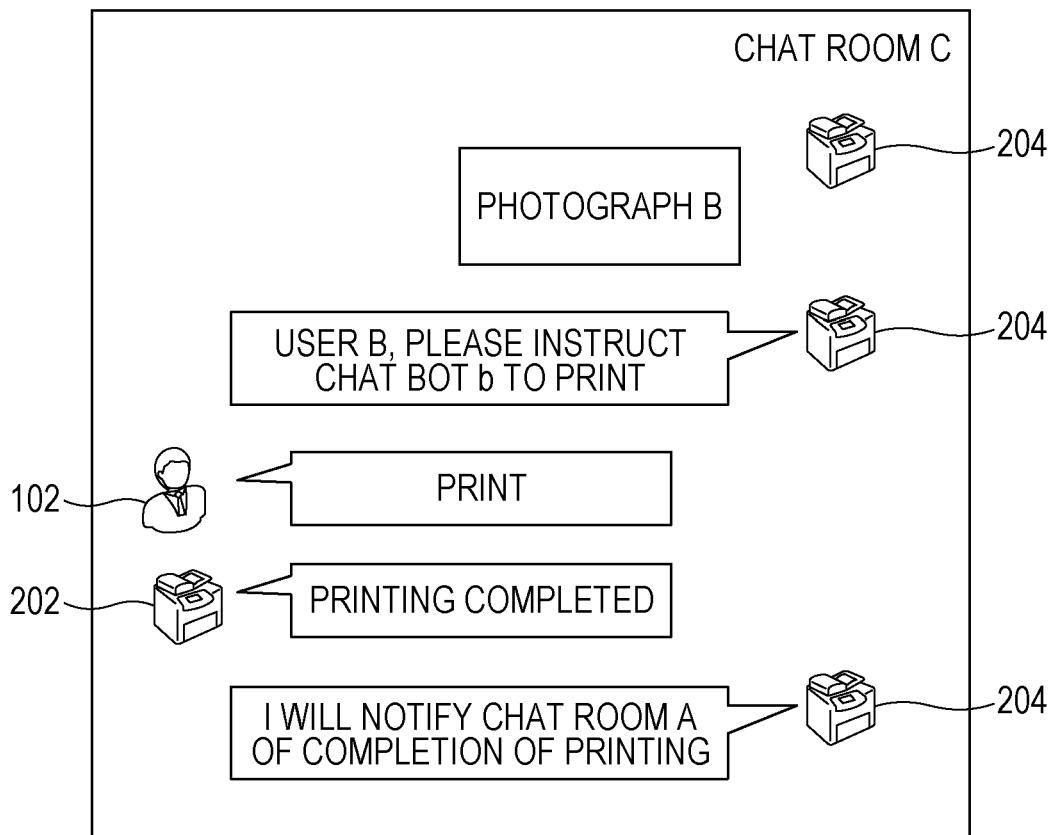 CHAT ROOM C
204
PHOTOGRAPH B
204
USER B, PLEASE INSTRUCT
CHAT BOT b TO PRINT
102
PRINT
202
PRINTING COMPLETED
204
I WILL NOTIFY CHAT ROOM A
OF COMPLETION OF PRINTING